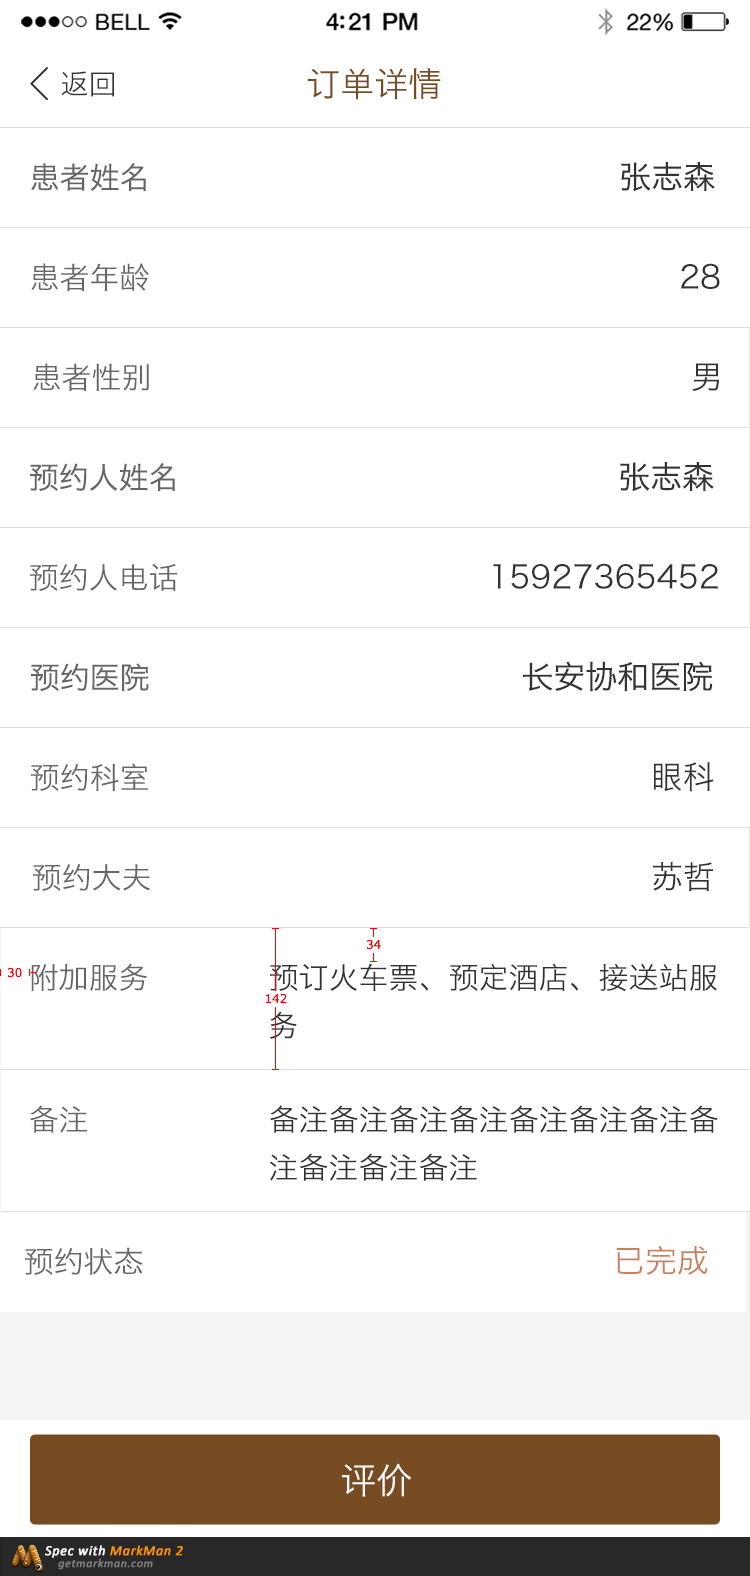 BELL 4:21 PM 22%
返回 订单详情
患者姓名 张志森
患者年龄 28
患者性别 男
预约人姓名 张志森
预约人电话 15927365452
预约医院 长安协和医院
预约科室 眼科
预约大夫 苏哲
34
30 附加服务 预订火车票、预定酒店、接送站服
142
务
备注 备注备注备注备注备注备注备注备
注备注备注备注
预约状态 已完成
评价
Spec with MarkMan 2
getmarkman.com